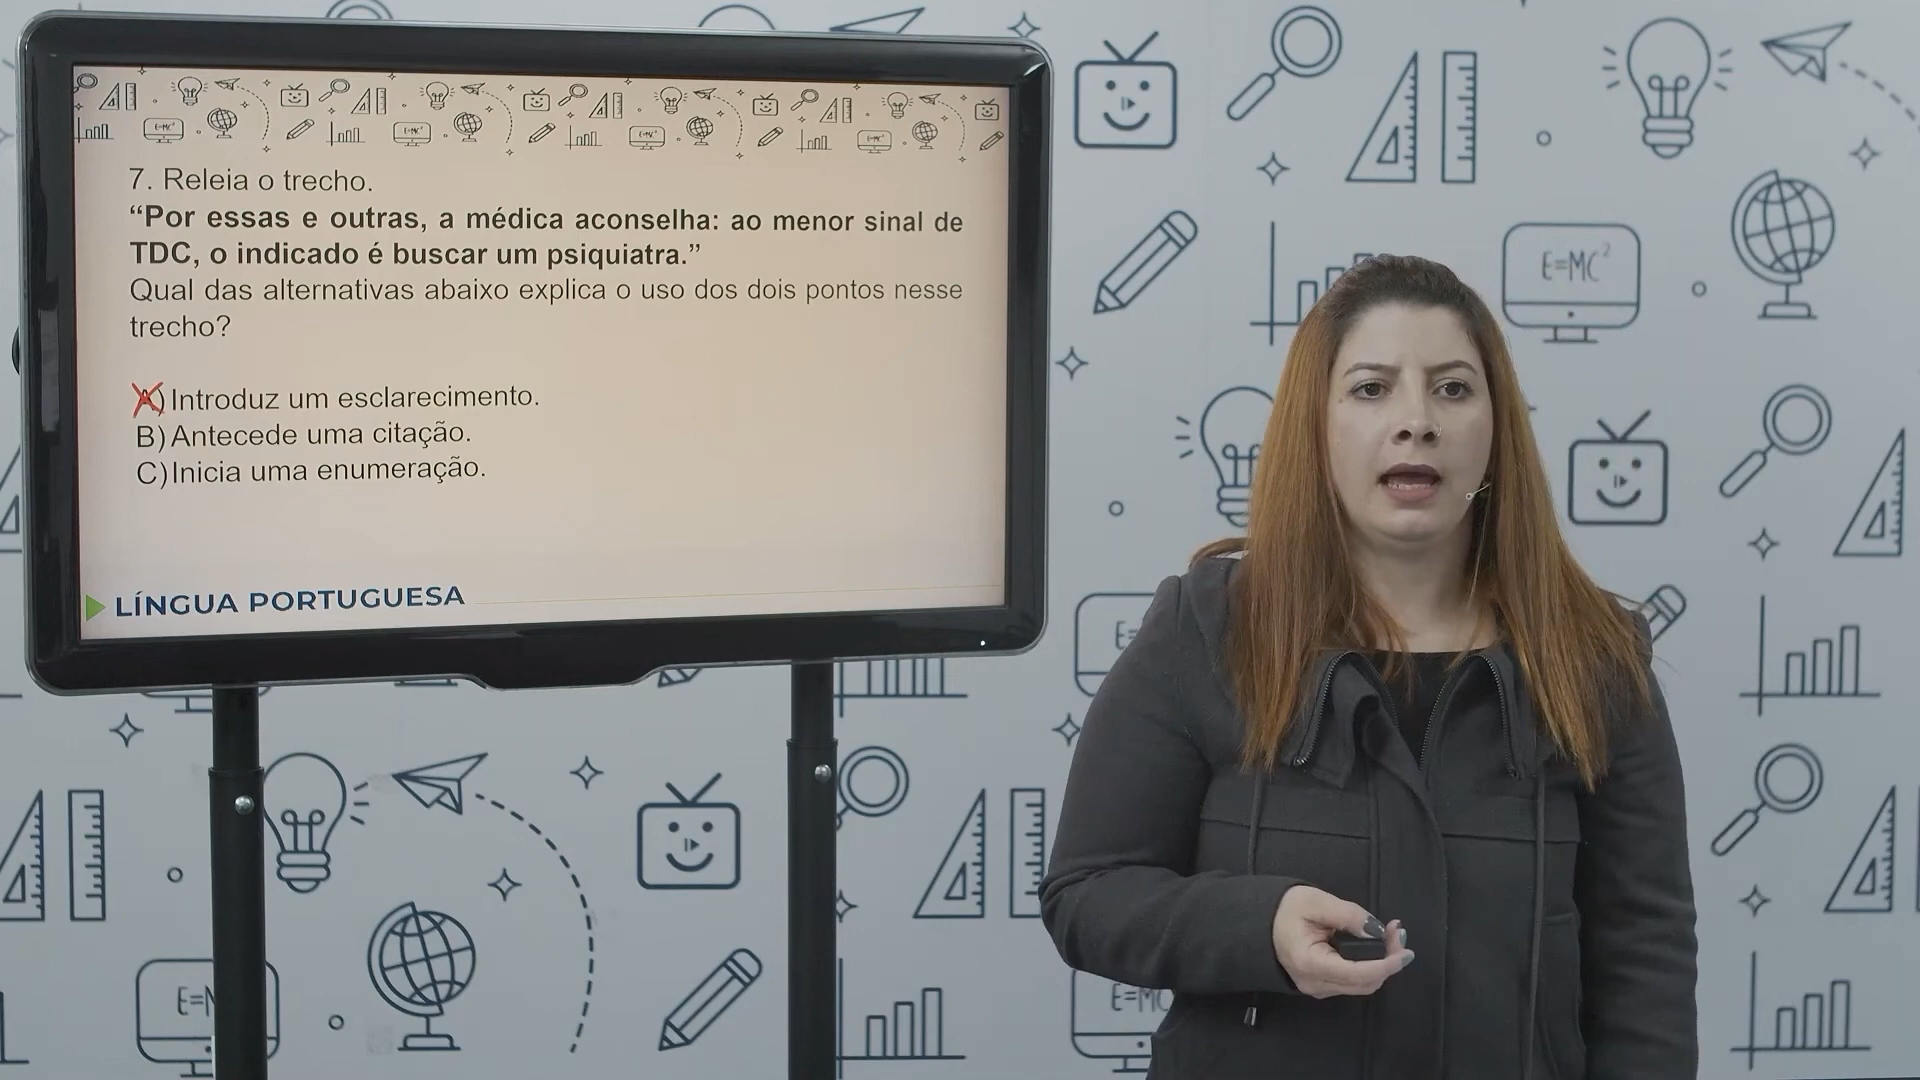 7. Releia o trecho.
“Por essas e outras, a médica aconselha: ao menor sinal de
TDC, o indicado é buscar um psiquiatra.”
Qual das alternativas abaixo explica o uso dos dois pontos nesse
trecho?
A) Introduz um esclarecimento.
B) Antecede uma citação.
C) Inicia uma enumeração.
LÍNGUA PORTUGUESA
E=MC²
E=
E=M
E=MC